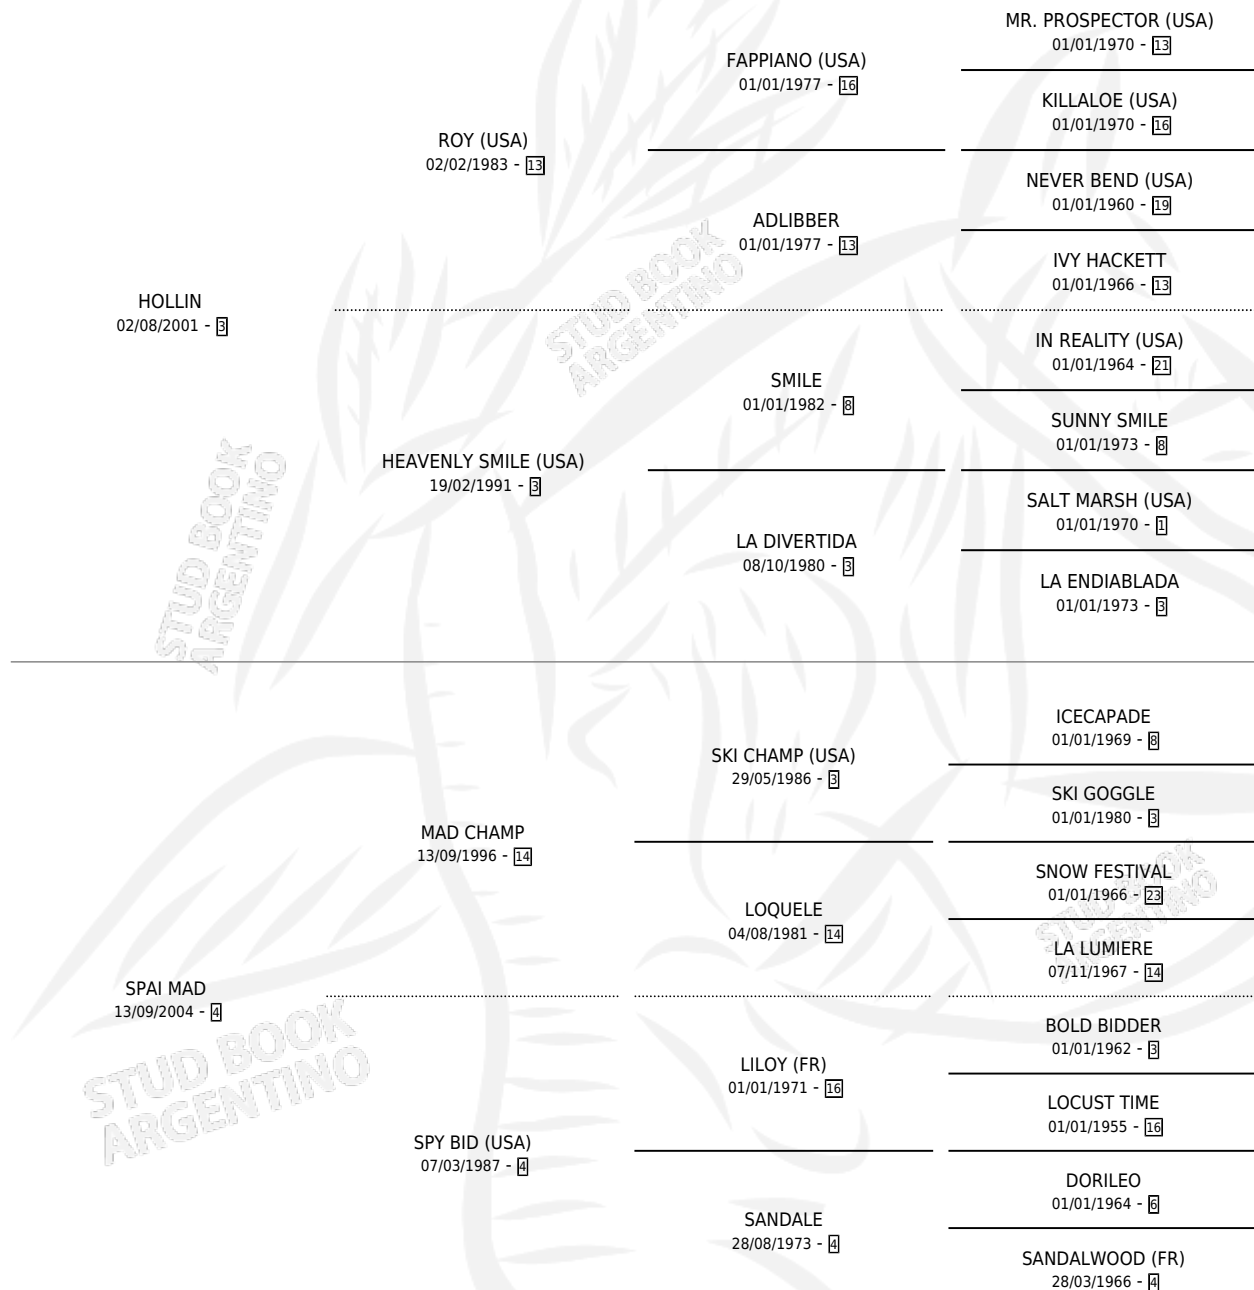 HOLLIN
02/08/2001 - 3
ROY (USA)
02/02/1983 - 13
HEAVENLY SMILE (USA)
19/02/1991 - 3
FAPPIANO (USA)
01/01/1977 - 16
ADLIBBER
01/01/1977 - 13
SMILE
01/01/1982 - 8
LA DIVERTIDA
08/10/1980 - 3
MR. PROSPECTOR (USA)
01/01/1970 - 13
KILLALOE (USA)
01/01/1970 - 16
NEVER BEND (USA)
01/01/1960 - 19
IVY HACKETT
01/01/1966 - 13
IN REALITY (USA)
01/01/1964 - 21
SUNNY SMILE
01/01/1973 - 8
SALT MARSH (USA)
01/01/1970 - 1
LA ENDIABLADA
01/01/1973 - 3
SPAI MAD
13/09/2004 - 4
MAD CHAMP
13/09/1996 - 14
SPY BID (USA)
07/03/1987 - 4
SKI CHAMP (USA)
29/05/1986 - 3
LOQUELE
04/08/1981 - 14
LILOY (FR)
01/01/1971 - 16
SANDALE
28/08/1973 - 4
ICECAPADE
01/01/1969 - 8
SKI GOGGLE
01/01/1980 - 3
SNOW FESTIVAL
01/01/1966 - 23
LA LUMIERE
07/11/1967 - 14
BOLD BIDDER
01/01/1962 - 3
LOCUST TIME
01/01/1955 - 16
DORILEO
01/01/1964 - 6
SANDALWOOD (FR)
28/03/1966 - 4
STUD BOOK
ARGENTINO
STUD BOOK
ARGENTINO
STUD BOOK
ARGENTINO
STUD BOOK
ARGENTINO